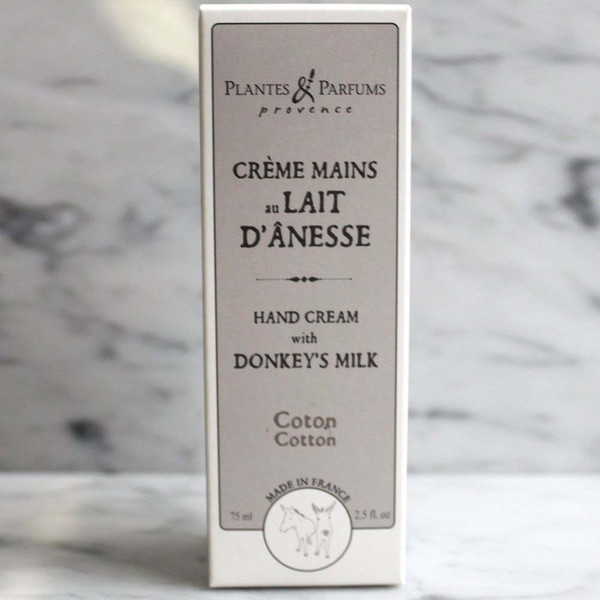 PLANTES & PARFUMS
provence
CRÈME MAINS
au LAIT
D'ÂNESSE
HAND CREAM
with
DONKEY'S MILK
Coton
Cotton
MADE IN FRANCE
75 ml 2.5 fl. oz